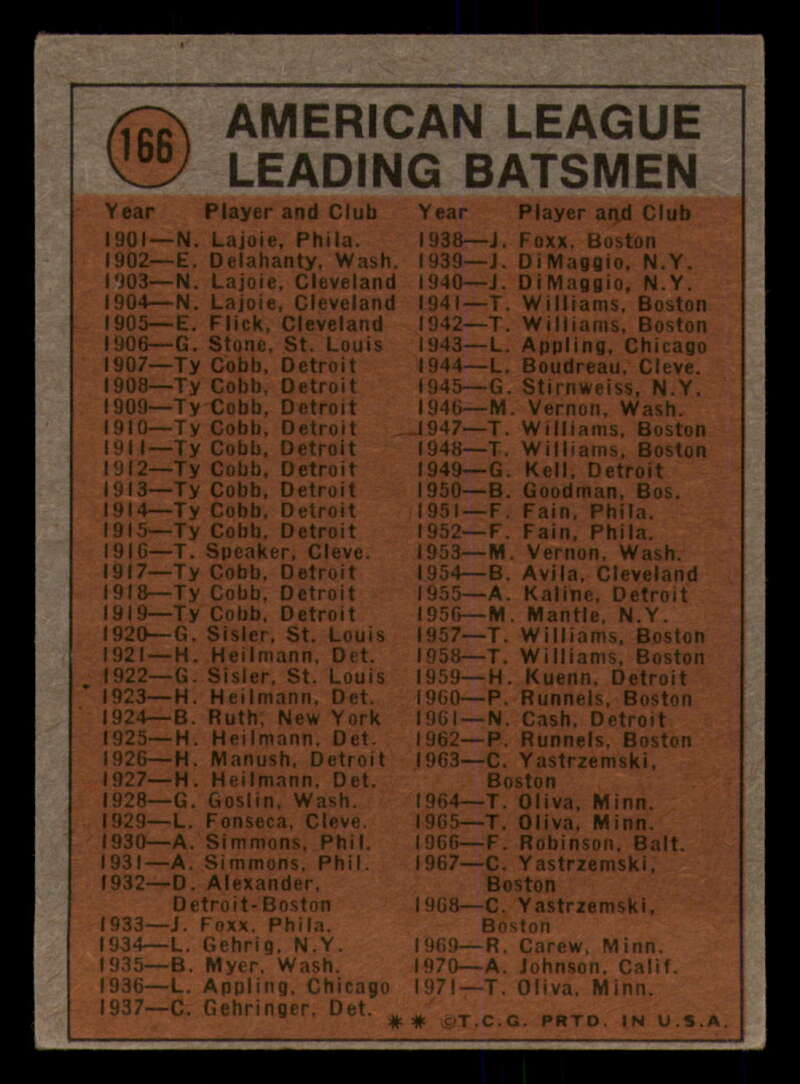 166
AMERICAN LEAGUE
LEADING BATSMEN
Year Player and Club
1901—N. Lajoie, Phila.
1902—E. Delahanty, Wash.
1903—N. Lajoie, Cleveland
1904—N. Lajoie, Cleveland
1905—E. Flick, Cleveland
1906—G. Stone, St. Louis
1907—Ty Cobb, Detroit
1908—Ty Cobb, Detroit
1909—Ty Cobb, Detroit
1910—Ty Cobb, Detroit
1911—Ty Cobb, Detroit
1912—Ty Cobb, Detroit
1913—Ty Cobb, Detroit
1914—Ty Cobb, Detroit
1915—Ty Cobb, Detroit
1916—T. Speaker, Cleve.
1917—Ty Cobb, Detroit
1918—Ty Cobb, Detroit
1919—Ty Cobb, Detroit
1920—G. Sisler, St. Louis
1921—H. Heilmann, Det.
1922—G. Sisler, St. Louis
1923—H. Heilmann, Det.
1924—B. Ruth, New York
1925—H. Heilmann, Det.
1926—H. Manush, Detroit
1927—H. Heilmann, Det.
1928—G. Goslin, Wash.
1929—L. Fonseca, Cleve.
1930—A. Simmons, Phil.
1931—A. Simmons, Phil.
1932—D. Alexander,
Detroit-Boston
1933—J. Foxx, Phila.
1934—L. Gehrig, N.Y.
1935—B. Myer, Wash.
1936—L. Appling, Chicago
1937—C. Gehringer, Det.
Year Player and Club
1938—J. Foxx, Boston
1939—J. DiMaggio, N.Y.
1940—J. DiMaggio, N.Y.
1941—T. Williams, Boston
1942—T. Williams, Boston
1943—L. Appling, Chicago
1944—L. Boudreau, Cleve.
1945—G. Stirnweiss, N.Y.
1946—M. Vernon, Wash.
1947—T. Williams, Boston
1948—T. Williams, Boston
1949—G. Kell, Detroit
1950—B. Goodman, Bos.
1951—F. Fain, Phila.
1952—F. Fain, Phila.
1953—M. Vernon, Wash.
1954—B. Avila, Cleveland
1955—A. Kaline, Detroit
1956—M. Mantle, N.Y.
1957—T. Williams, Boston
1958—T. Williams, Boston
1959—H. Kuenn, Detroit
1960—P. Runnels, Boston
1961—N. Cash, Detroit
1962—P. Runnels, Boston
1963—C. Yastrzemski,
Boston
1964—T. Oliva, Minn.
1965—T. Oliva, Minn.
1966—F. Robinson, Balt.
1967—C. Yastrzemski,
Boston
1968—C. Yastrzemski,
Boston
1969—R. Carew, Minn.
1970—A. Johnson, Calif.
1971—T. Oliva, Minn.
** ©T.C.G. PRTD. IN U.S.A.